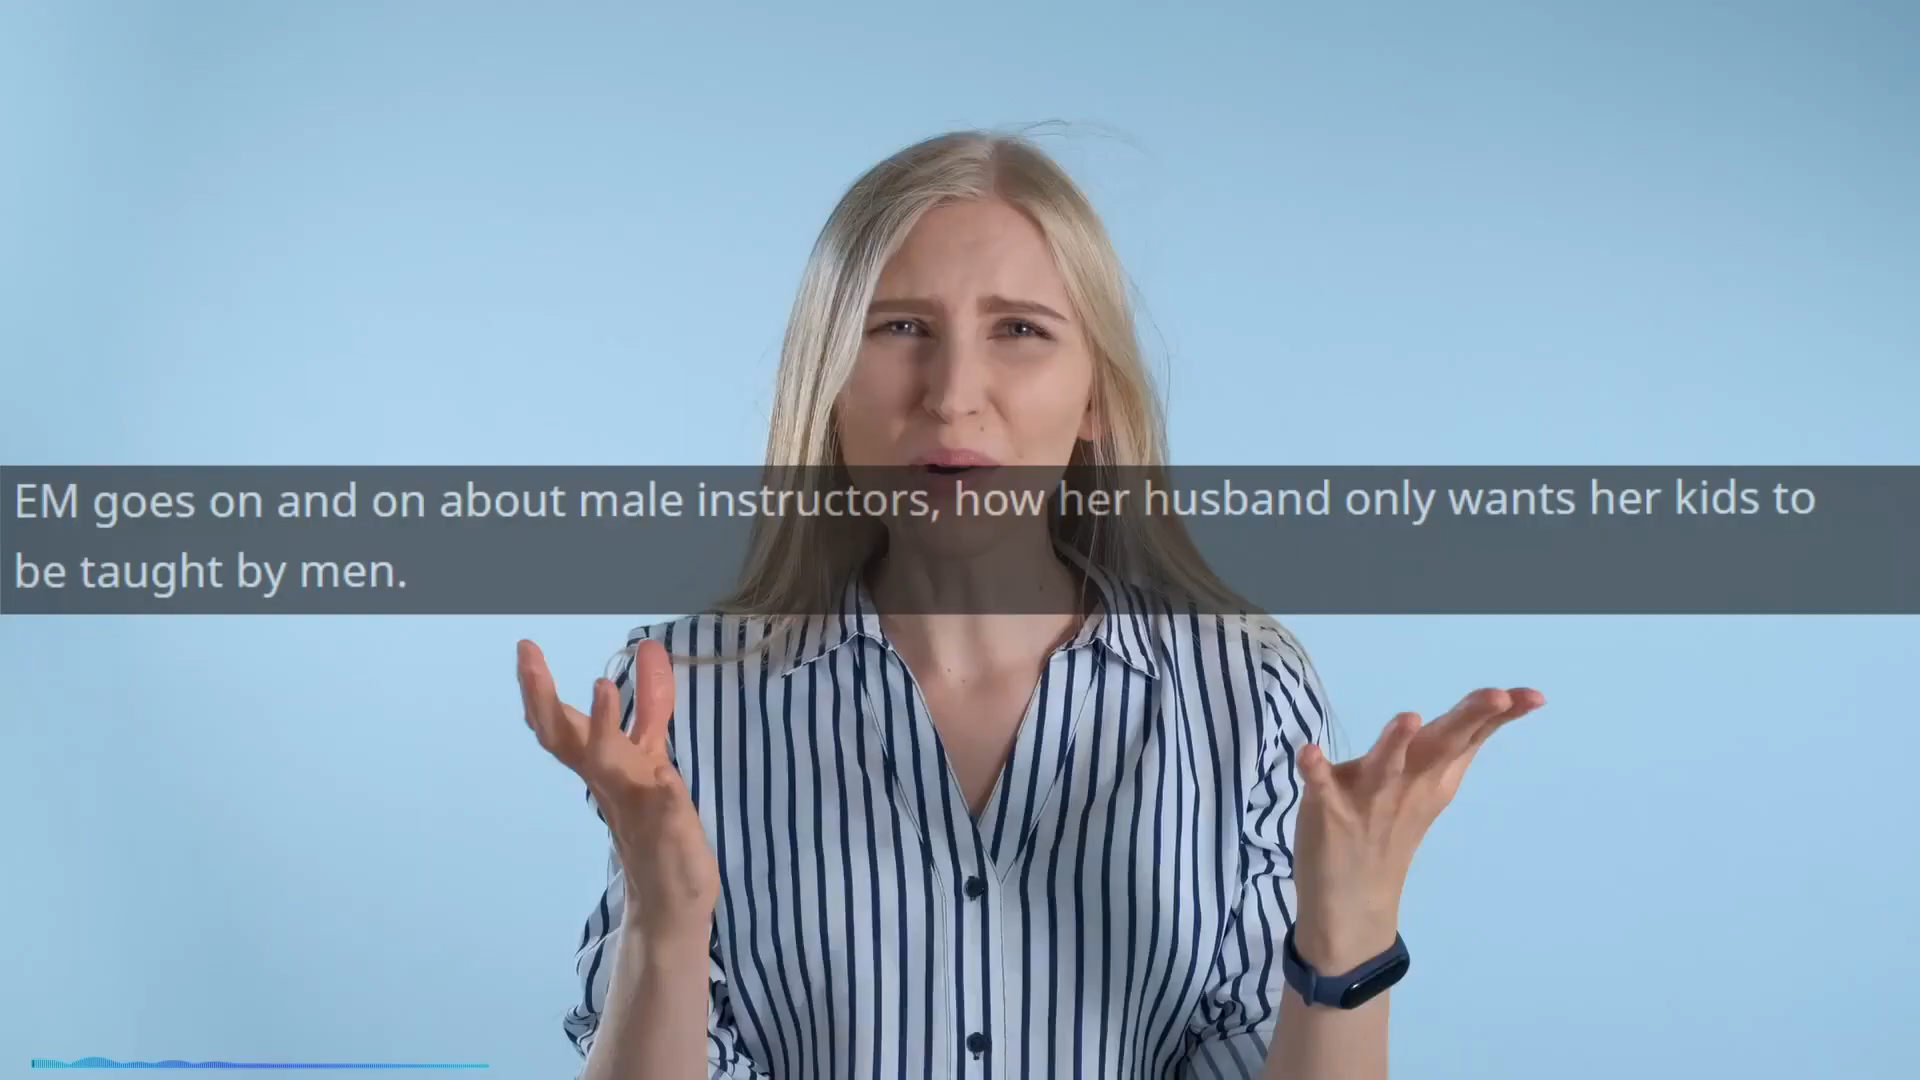 EM goes on and on about male instructors, how her husband only wants her kids to
be taught by men.